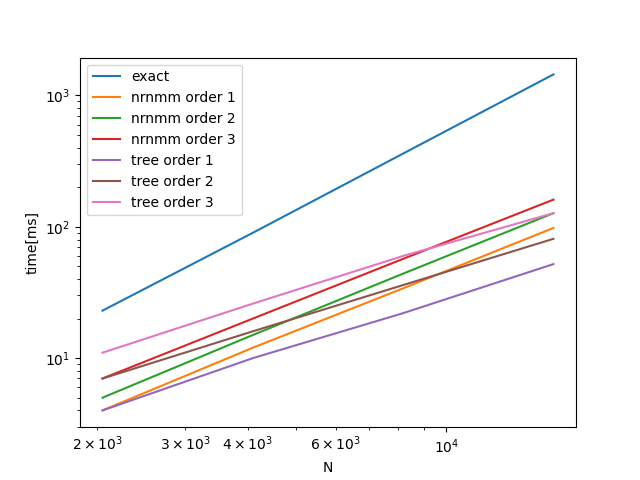 exact
nrnmm order 1
nrnmm order 2
nrnmm order 3
tree order 1
tree order 2
tree order 3
10³
10²
10¹
time[ms]
2 × 10³
3 × 10³
4 × 10³
6 × 10³
10⁴
N